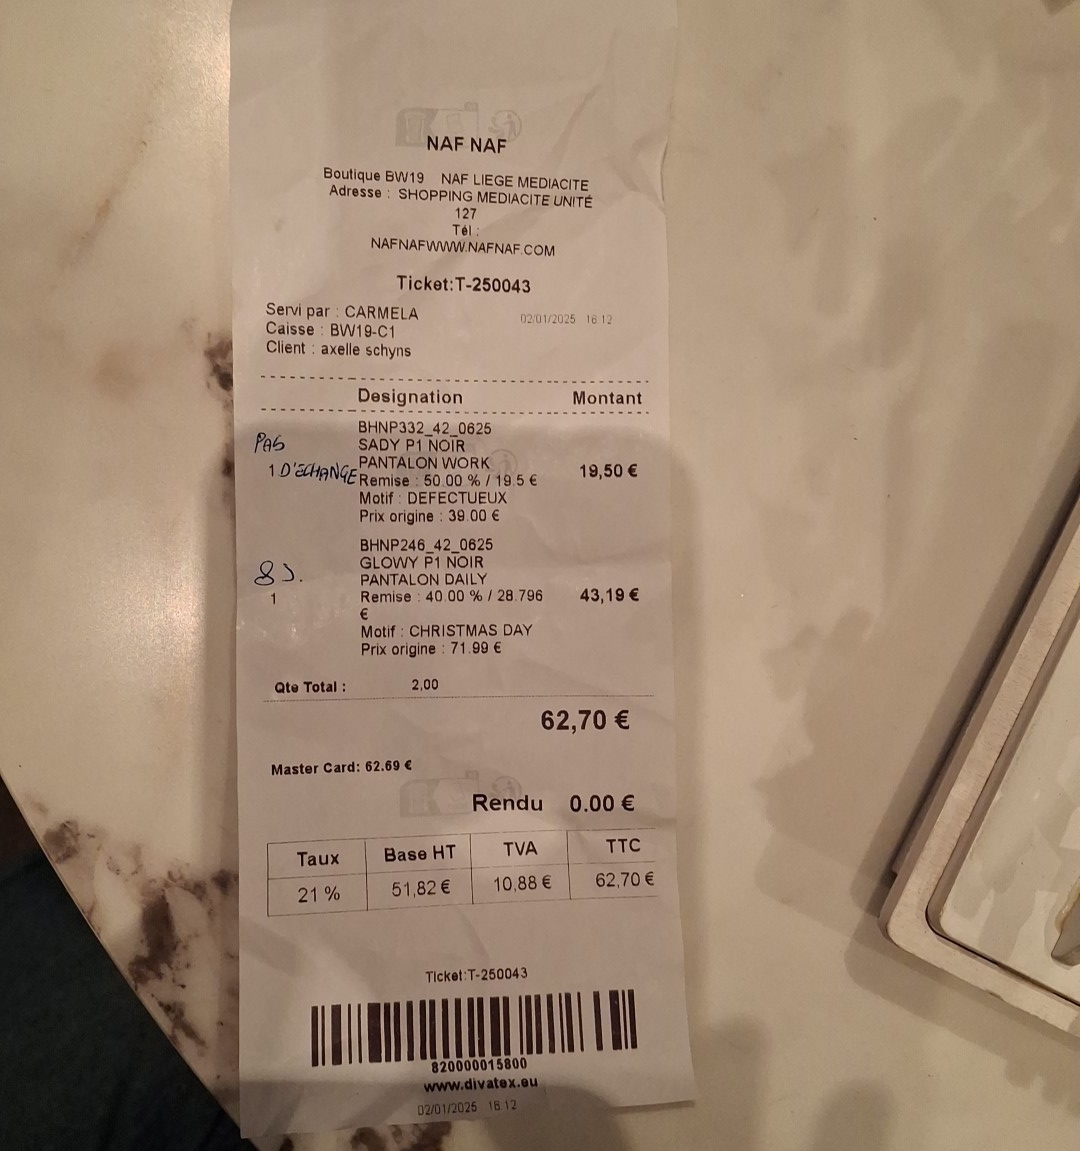 NAF NAF
Boutique BW19 NAF LIEGE MEDIACITE
Adresse : SHOPPING MEDIACITE UNITÉ
127
Tél :
NAFNAFWWW.NAFNAF.COM
Ticket:T-250043
Servi par : CARMELA
02/01/2025 16 12
Caisse : BW19-C1
Client : axelle schyns
Designation Montant
BHNP332_42_0625
PAS
SADY P1 NOIR
PANTALON WORK
1 D'ECHANGE
19,50 €
Remise : 50.00 % / 19.5 €
Motif : DEFECTUEUX
Prix origine : 39.00 €
BHNP246_42_0625
GLOWY P1 NOIR
8 J.
PANTALON DAILY
1 Remise : 40.00 % / 28.796 43,19 €
€
Motif : CHRISTMAS DAY
Prix origine : 71.99 €
Qte Total : 2,00
62,70 €
Master Card: 62.69 €
Rendu 0.00 €
Taux Base HT TVA TTC
21 % 51,82 € 10,88 € 62,70 €
Ticket:T-250043
820000015800
www.divatex.eu
02/01/2025 16 12